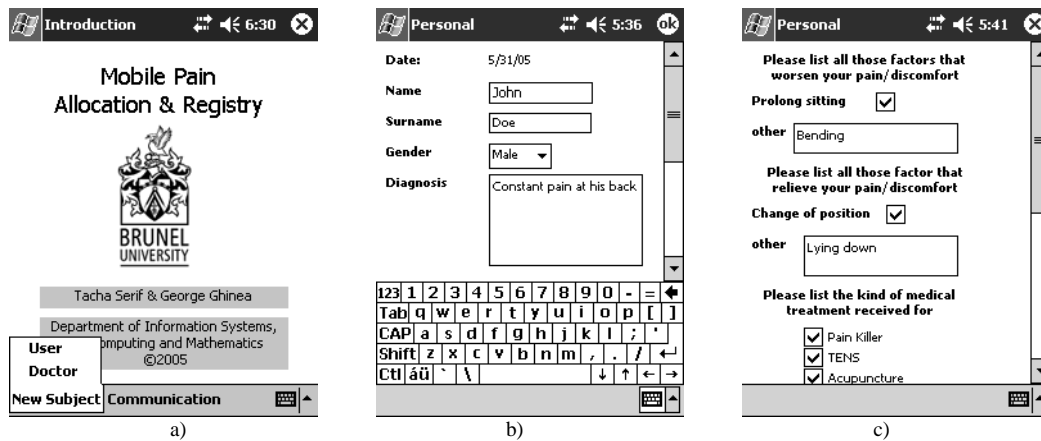 Introduction 6:30
Mobile Pain
Allocation & Registry
BRUNEL
UNIVERSITY
Tacha Serif & George Ghinea
Department of Information Systems,
omputing and Mathematics
©2005
User
Doctor
New Subject Communication
a)
Personal 5:36 ok
Date: 5/31/05
Name John
Surname Doe
Gender Male
Diagnosis Constant pain at his back
123 1 2 3 4 5 6 7 8 9 0 - =
Tab q w e r t y u i o p [ ]
CAP a s d f g h j k l ; '
Shift z x c v b n m , . /
Ctl áü ` \
b)
Personal 5:41
Please list all those factors that
worsen your pain/discomfort
Prolong sitting
other Bending
Please list all those factor that
relieve your pain/discomfort
Change of position
other Lying down
Please list the kind of medical
treatment received for
Pain Killer
TENS
Acupuncture
c)